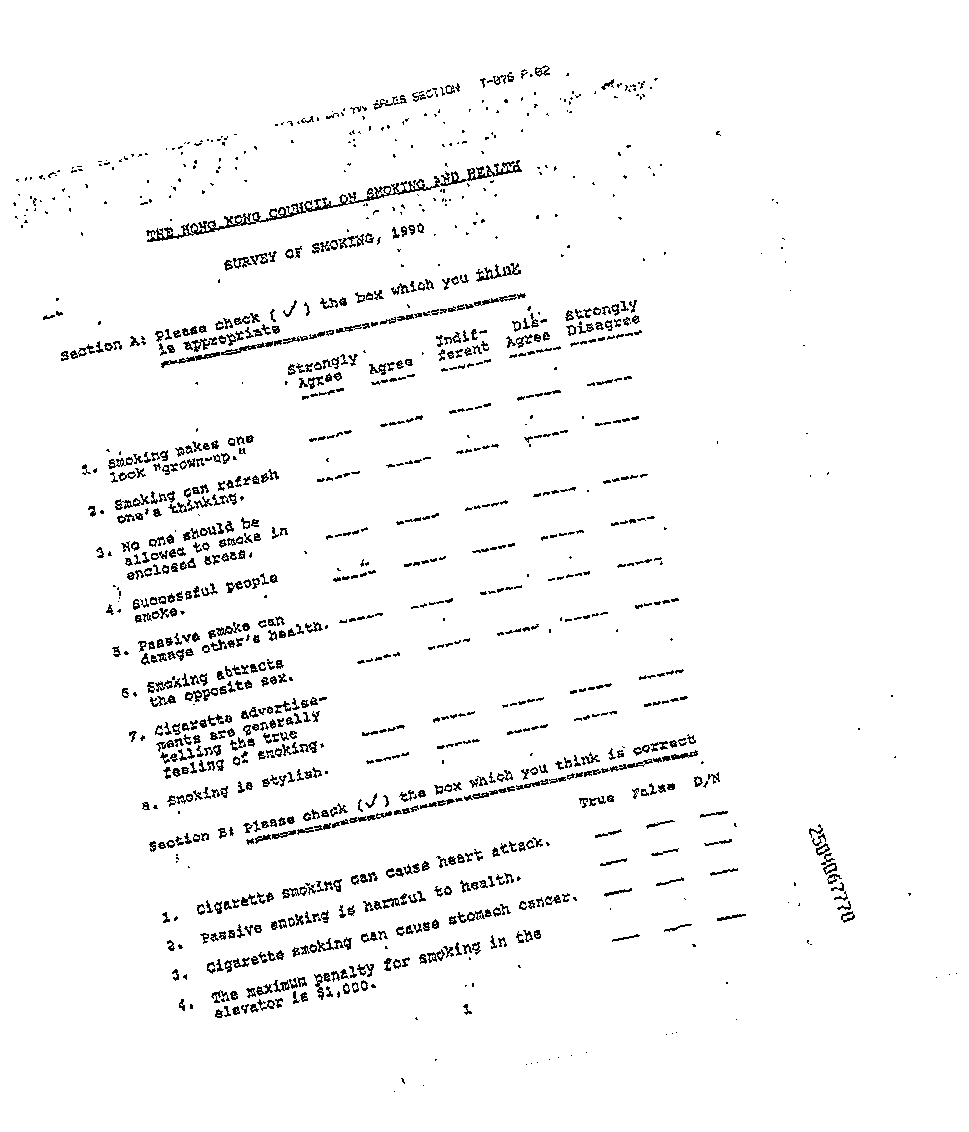 SALES SECTION T-876 P.02
THE HONG KONG COUNCIL ON SMOKING AND HEALTH
SURVEY OF SMOKING, 1990
Section A: Please check (✓) the box which you think
is appropriate
Strongly Agree Agree Indif-ferent Dis-Agree Strongly Disagree
1. Smoking makes one
look "grown-up."
2. Smoking can refresh
one's thinking.
3. No one should be
allowed to smoke in
enclosed areas.
4. Successful people
smoke.
5. Passive smoke can
damage other's health.
6. Smoking attracts
the opposite sex.
7. Cigarette advertise-
ments are generally
telling the true
feeling of smoking.
8. Smoking is stylish.
Section B: Please check (✓) the box which you think is correct
True False D/N
1. Cigarette smoking can cause heart attack.
2. Passive smoking is harmful to health.
3. Cigarette smoking can cause stomach cancer.
4. The maximum penalty for smoking in the
elevator is $1,000.
1
2504067770